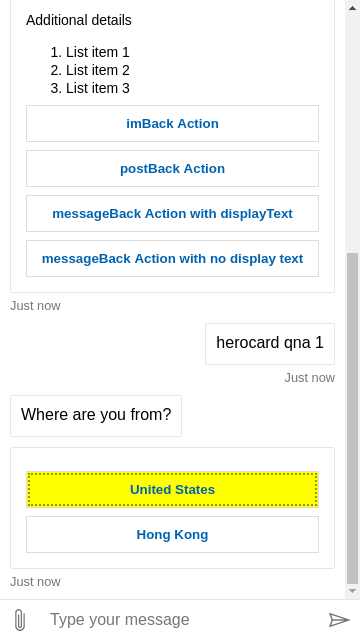 Additional details
1. List item 1
2. List item 2
3. List item 3
imBack Action
postBack Action
messageBack Action with displayText
messageBack Action with no display text
Just now
herocard qna 1
Just now
Where are you from?
United States
Hong Kong
Just now
Type your message